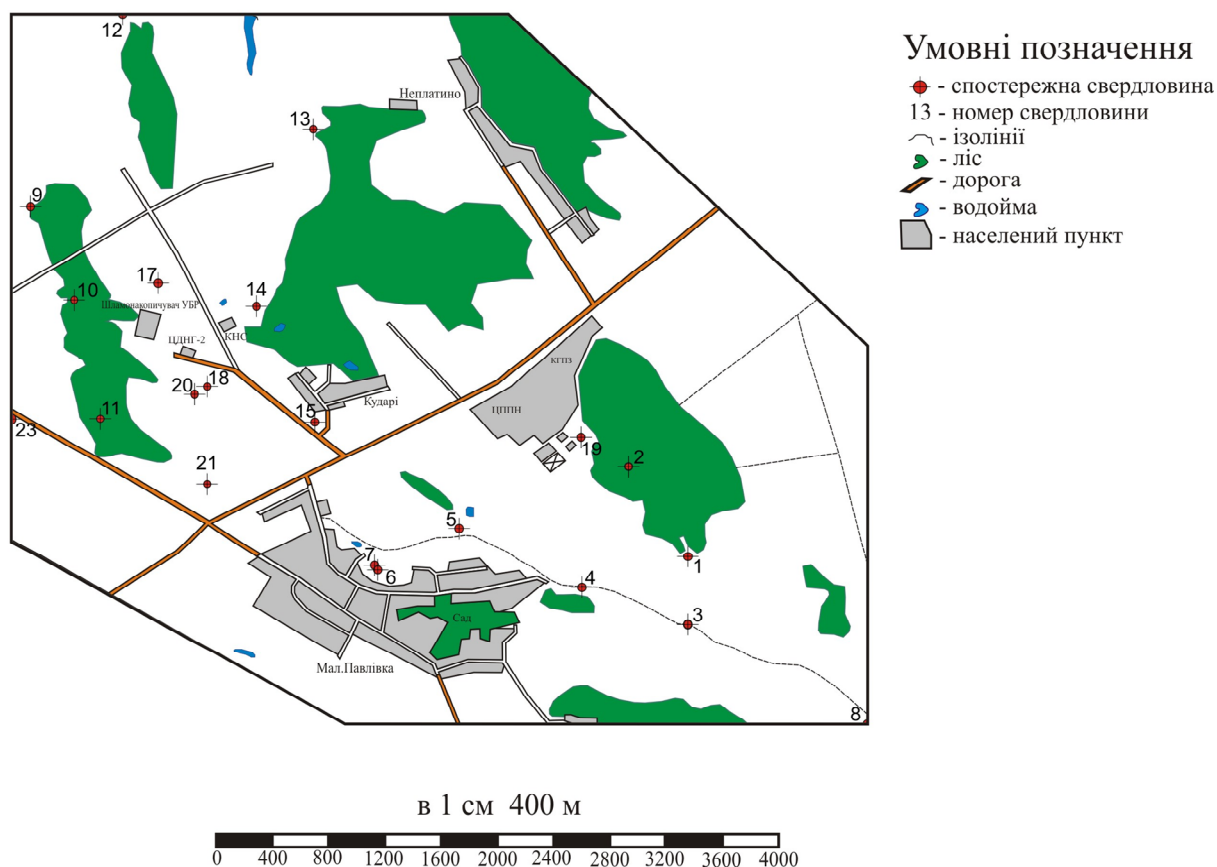 12
Умовні позначення
- спостережна свердловина
13 - номер свердловини
- ізолінії
- ліс
- дорога
- водойма
- населений пункт
Неплатино
13
9
17
10
14
Шламонакопичувач УБР
КНС
ЦДНГ-2
КГПЗ
20
18
Кударі
ЦППН
11
15
23
19
2
21
5
7
6
1
4
3
Сад
Мал.Павлівка
8
в 1 см 400 м
0 400 800 1200 1600 2000 2400 2800 3200 3600 4000